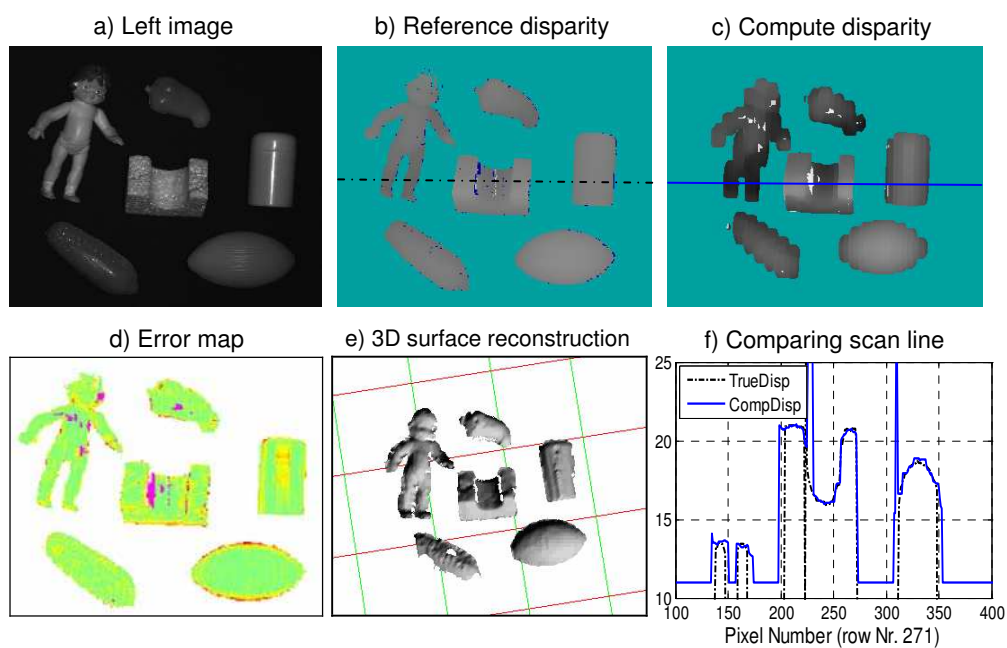 a) Left image
b) Reference disparity
c) Compute disparity
d) Error map
e) 3D surface reconstruction
f) Comparing scan line
TrueDisp
CompDisp
25
20
15
10
100 150 200 250 300 350 400
Pixel Number (row Nr. 271)